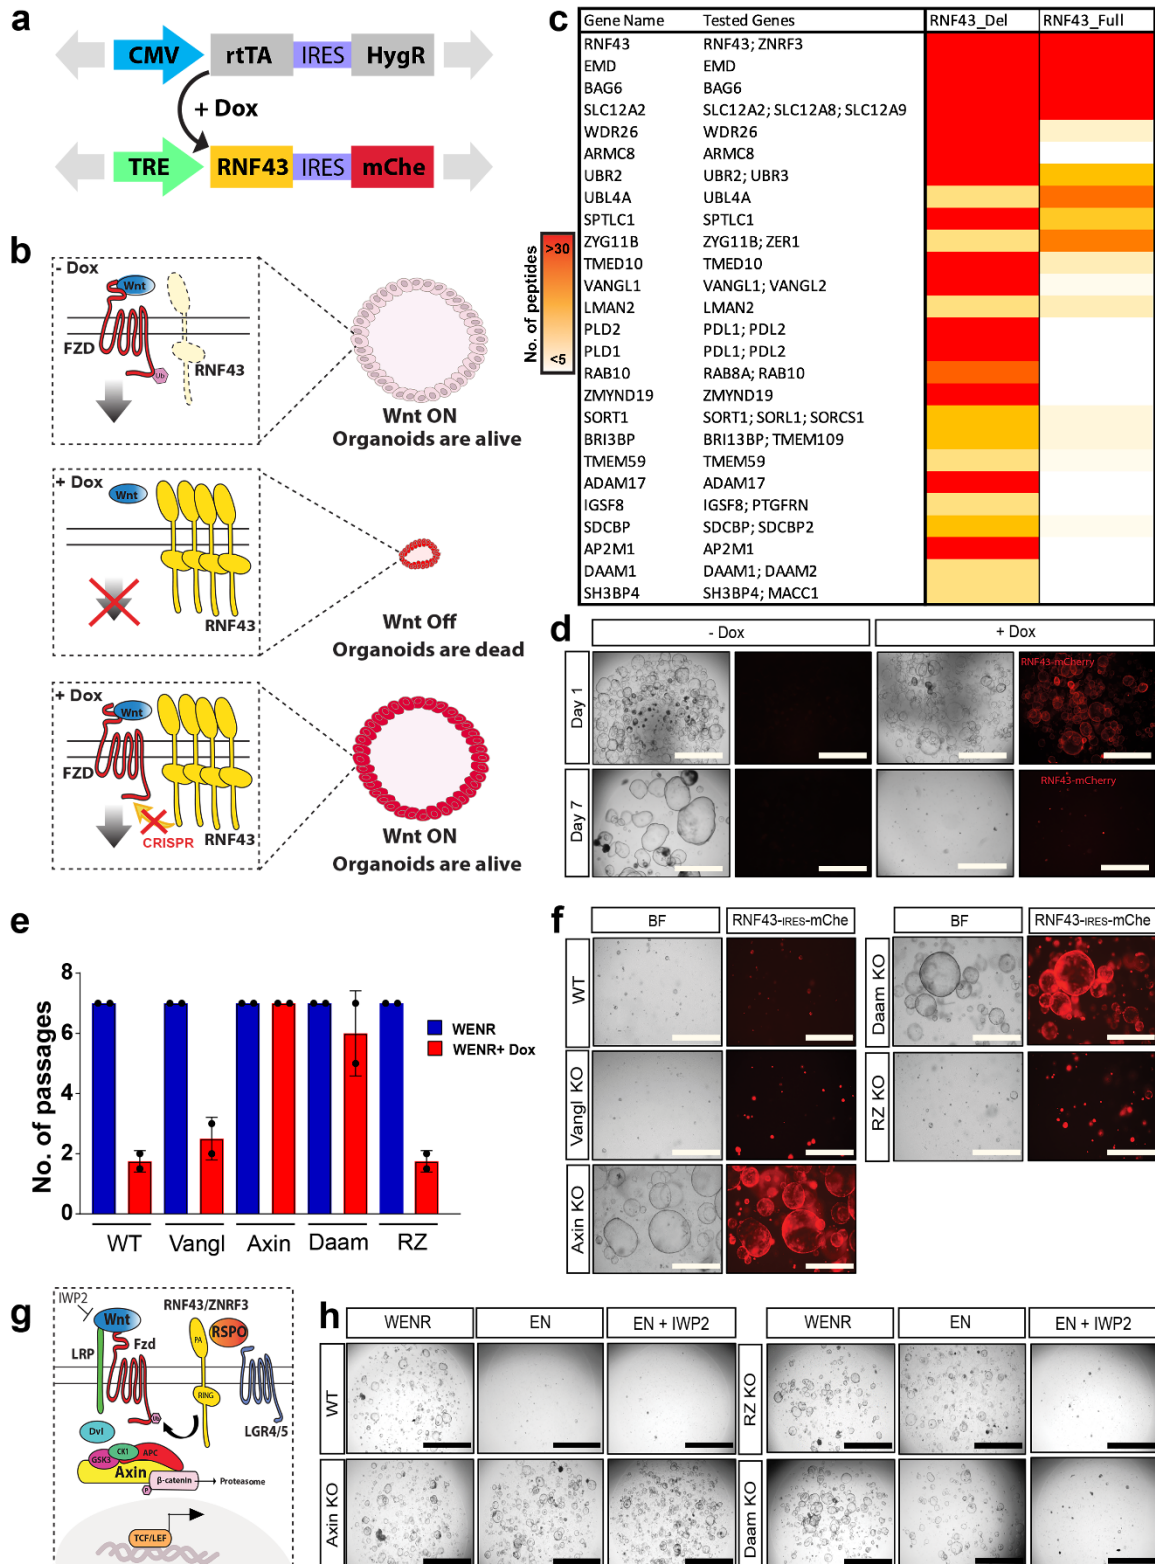 a
CMV
rtTA
IRES
HygR
+ Dox
TRE
RNF43
IRES
mChe
b
- Dox
Wnt
FZD
Ub
RNF43
Wnt ON
Organoids are alive
+ Dox
Wnt
RNF43
Wnt Off
Organoids are dead
+ Dox
Wnt
FZD
CRISPR
RNF43
Wnt ON
Organoids are alive
c
No. of peptides
>30
<5
Gene Name Tested Genes RNF43_Del RNF43_Full
RNF43 RNF43; ZNRF3
EMD EMD
BAG6 BAG6
SLC12A2 SLC12A2; SLC12A8; SLC12A9
WDR26 WDR26
ARMC8 ARMC8
UBR2 UBR2; UBR3
UBL4A UBL4A
SPTLC1 SPTLC1
ZYG11B ZYG11B; ZER1
TMED10 TMED10
VANGL1 VANGL1; VANGL2
LMAN2 LMAN2
PLD2 PDL1; PDL2
PLD1 PDL1; PDL2
RAB10 RAB8A; RAB10
ZMYND19 ZMYND19
SORT1 SORT1; SORL1; SORCS1
BRI3BP BRI13BP; TMEM109
TMEM59 TMEM59
ADAM17 ADAM17
IGSF8 IGSF8; PTGFRN
SDCBP SDCBP; SDCBP2
AP2M1 AP2M1
DAAM1 DAAM1; DAAM2
SH3BP4 SH3BP4; MACC1
d
- Dox
+ Dox
Day 1
RNF43-mCherry
Day 7
RNF43-mCherry
e
No. of passages
8
6
4
2
0
WT Vangl Axin Daam RZ
WENR
WENR+ Dox
f
BF RNF43-IRES-mChe
WT
Vangl KO
Axin KO
BF RNF43-IRES-mChe
Daam KO
RZ KO
g
IWP2
Wnt
RNF43/ZNRF3
LRP
Fzd
PA
RSPO
RING
Ub
LGR4/5
Dvl
CK1
GSK3
APC
Axin
β-catenin
Proteasome
P
TCF/LEF
h
WENR EN EN + IWP2
WT
Axin KO
WENR EN EN + IWP2
RZ KO
Daam KO